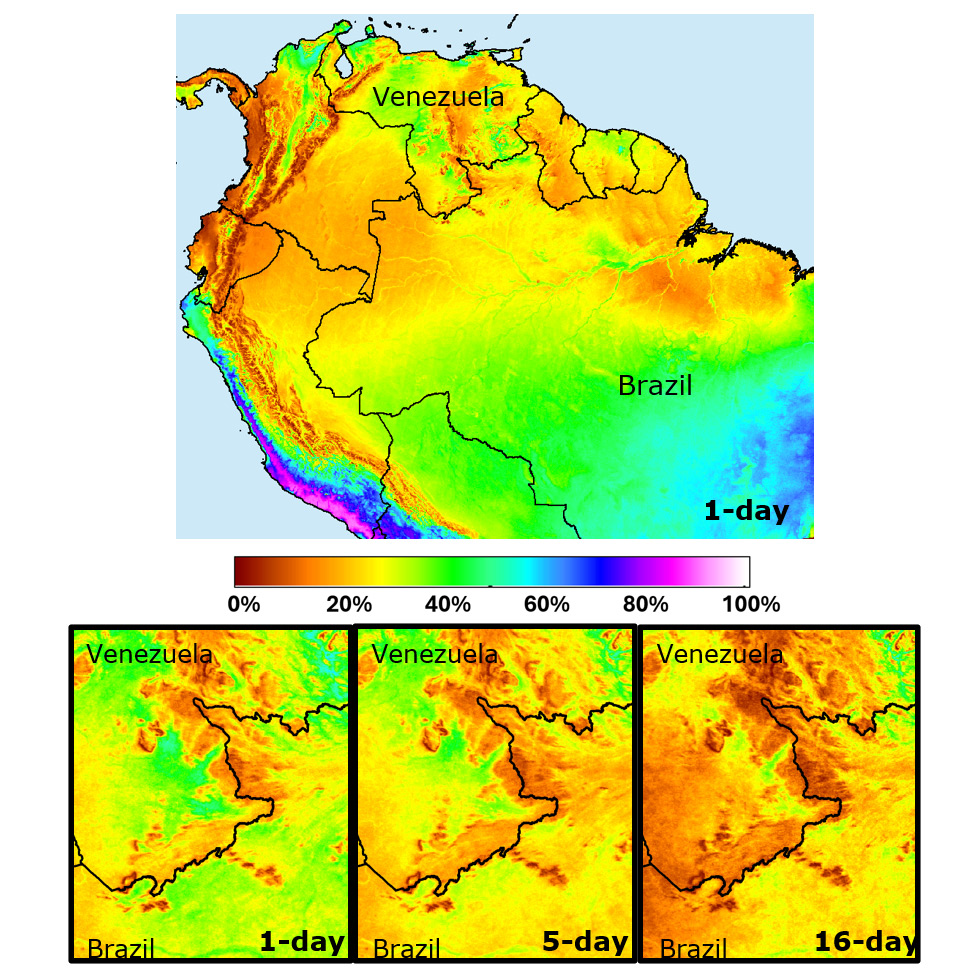 Venezuela
Brazil
1-day
0% 20% 40% 60% 80% 100%
Venezuela Venezuela Venezuela
Brazil 1-day Brazil 5-day Brazil 16-day